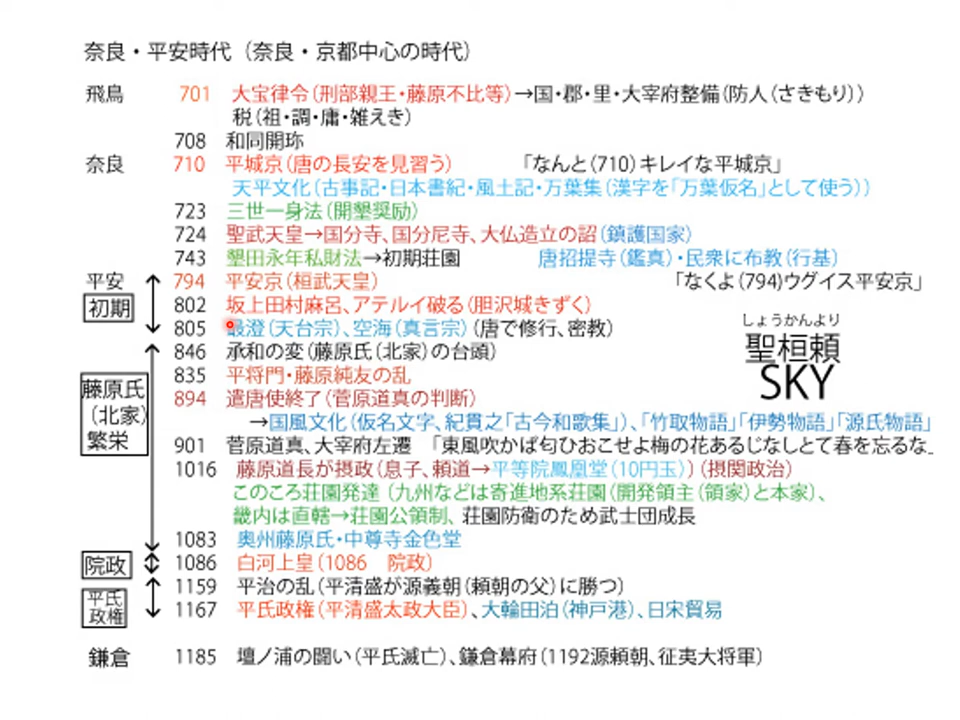 奈良・平安時代（奈良・京都中心の時代）
飛鳥 701 大宝律令（刑部親王・藤原不比等）→国・郡・里・大宰府整備（防人（さきもり））
税（祖・調・庸・雑えき）
708 和同開珎
奈良 710 平城京（唐の長安を見習う） 「なんと（710）キレイな平城京」
天平文化（古事記・日本書紀・風土記・万葉集（漢字を「万葉仮名」として使う））
723 三世一身法（開墾奨励）
724 聖武天皇→国分寺、国分尼寺、大仏造立の詔（鎮護国家）
743 墾田永年私財法→初期荘園 唐招提寺（鑑真）・民衆に布教（行基）
平安 794 平安京（桓武天皇） 「なくよ（794）ウグイス平安京」
初期 802 坂上田村麻呂、アテルイ破る（胆沢城きずく）
805 最澄（天台宗）、空海（真言宗）（唐で修行、密教）
しょうかんより
聖桓頼
SKY
846 承和の変（藤原氏（北家）の台頭）
藤原氏
（北家）
繁栄
835 平将門・藤原純友の乱
894 遣唐使終了（菅原道真の判断）
→国風文化（仮名文字、紀貫之「古今和歌集」）、「竹取物語」「伊勢物語」「源氏物語」
901 菅原道真、大宰府左遷 「東風吹かば匂ひおこせよ梅の花あるじなしとて春を忘るな
1016 藤原道長が摂政（息子、頼道→平等院鳳凰堂（10円玉））（摂関政治）
このころ荘園発達（九州などは寄進地系荘園（開発領主（領家）と本家）、
畿内は直轄→荘園公領制、荘園防衛のため武士団成長
1083 奥州藤原氏・中尊寺金色堂
院政 1086 白河上皇（1086 院政）
1159 平治の乱（平清盛が源義朝（頼朝の父）に勝つ）
平氏
政権
1167 平氏政権（平清盛太政大臣）、大輪田泊（神戸港）、日宋貿易
鎌倉 1185 壇ノ浦の闘い（平氏滅亡）、鎌倉幕府（1192源頼朝、征夷大将軍）